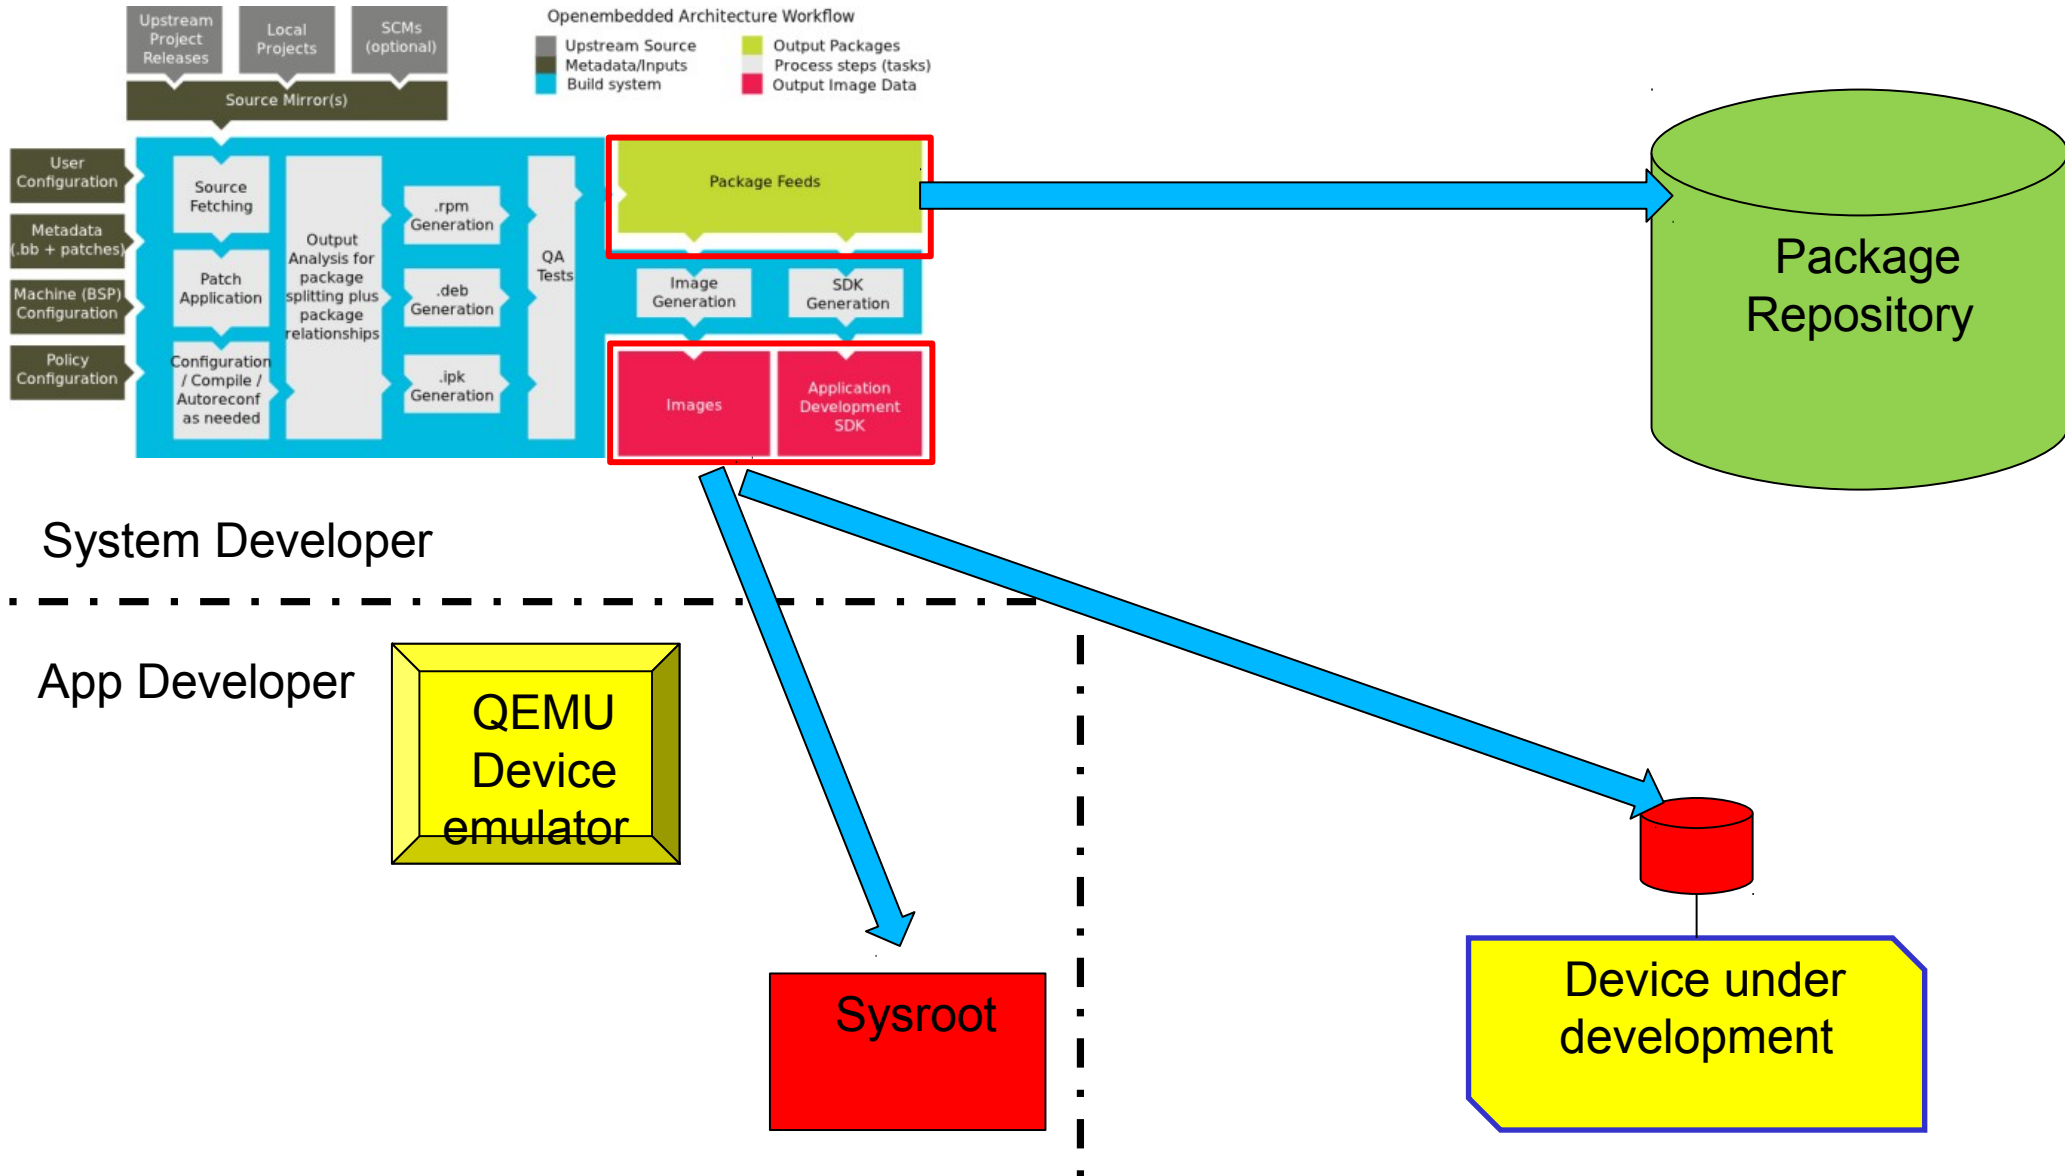 Upstream
Project
Releases
Local
Projects
SCMs
(optional)
Source Mirror(s)
Openembedded Architecture Workflow
Upstream Source
Metadata/Inputs
Build system
Output Packages
Process steps (tasks)
Output Image Data
User
Configuration
Metadata
(.bb + patches)
Machine (BSP)
Configuration
Policy
Configuration
Source
Fetching
Patch
Application
Configuration
/ Compile /
Autoreconf
as needed
Output
Analysis for
package
splitting plus
package
relationships
.rpm
Generation
.deb
Generation
.ipk
Generation
QA
Tests
Package Feeds
Image
Generation
SDK
Generation
Images
Application
Development
SDK
Package
Repository
System Developer
App Developer
QEMU
Device
emulator
Sysroot
Device under
development